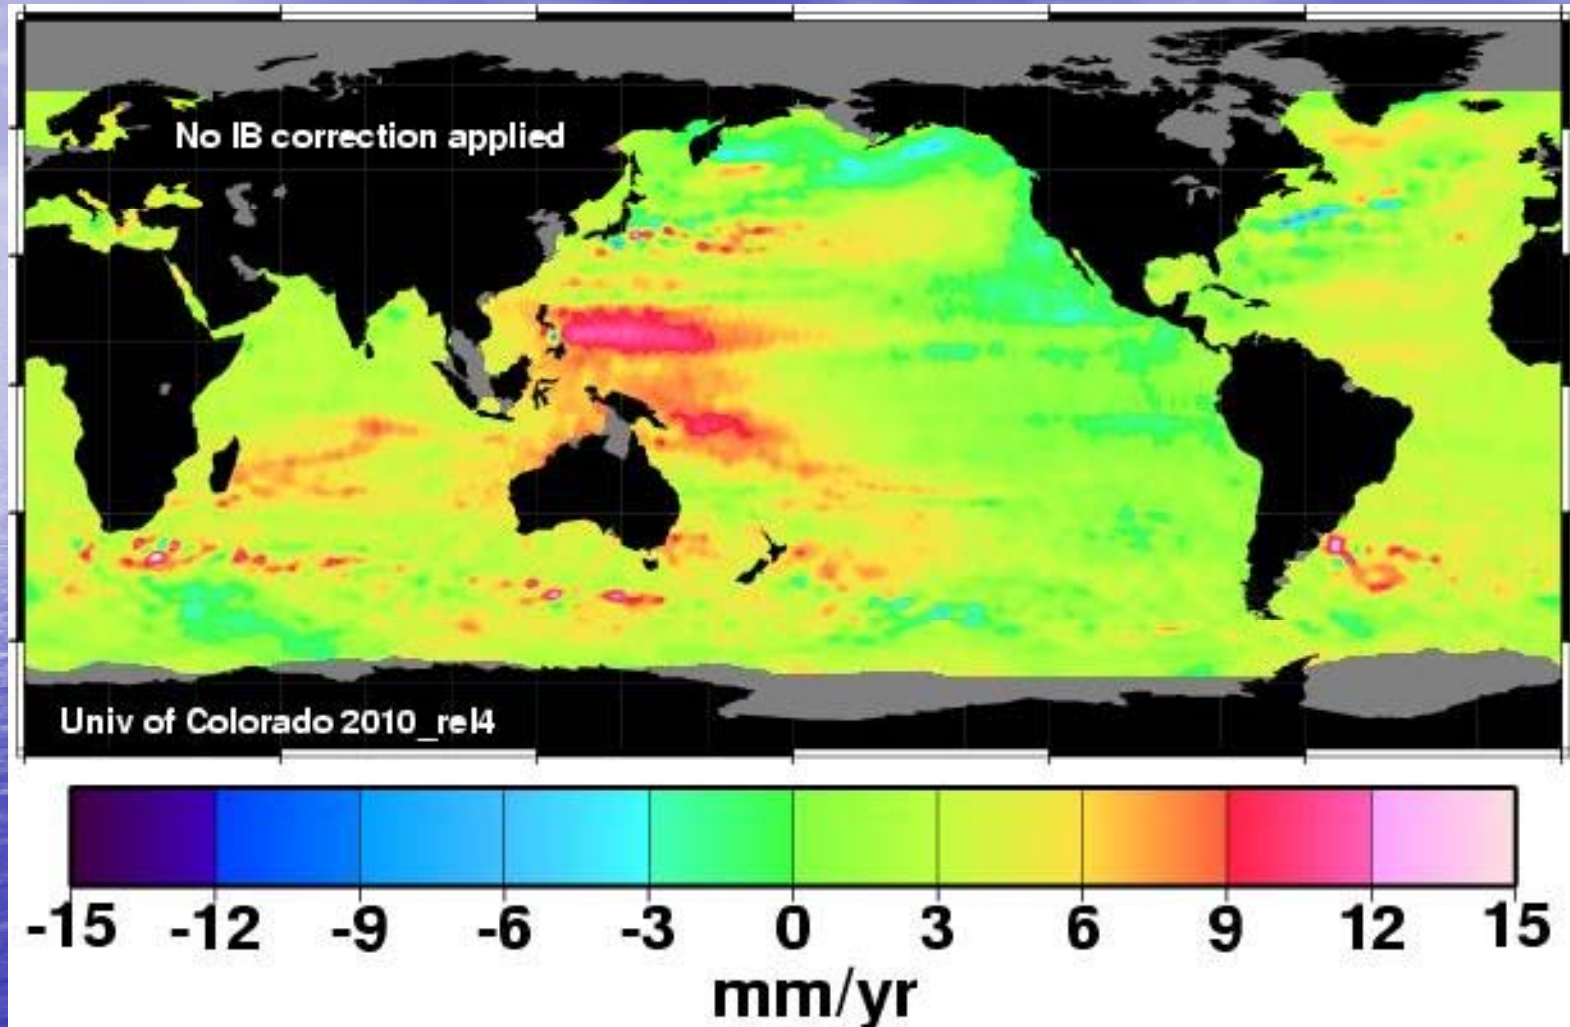 No IB correction applied
Univ of Colorado 2010_rel4
-15 -12 -9 -6 -3 0 3 6 9 12 15
mm/yr